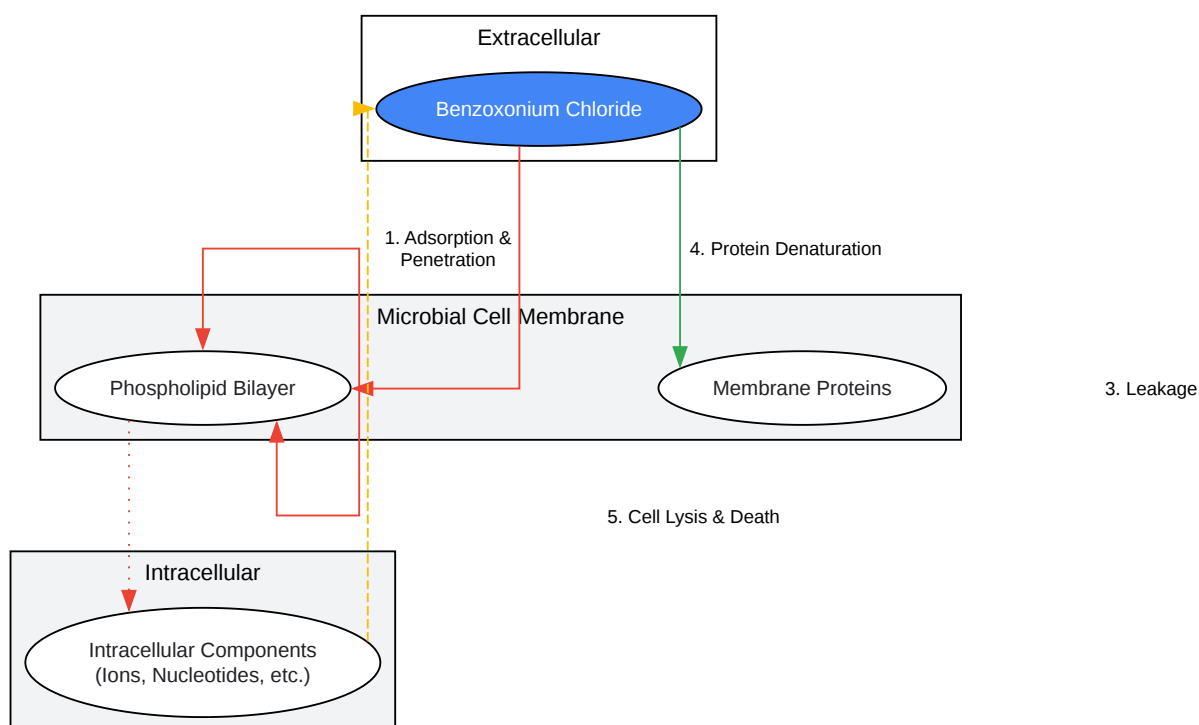 Extracellular
Benzoxonium Chloride
1. Adsorption &
Penetration
4. Protein Denaturation
Microbial Cell Membrane
Phospholipid Bilayer
Membrane Proteins
3. Leakage
5. Cell Lysis & Death
Intracellular
Intracellular Components
(Ions, Nucleotides, etc.)